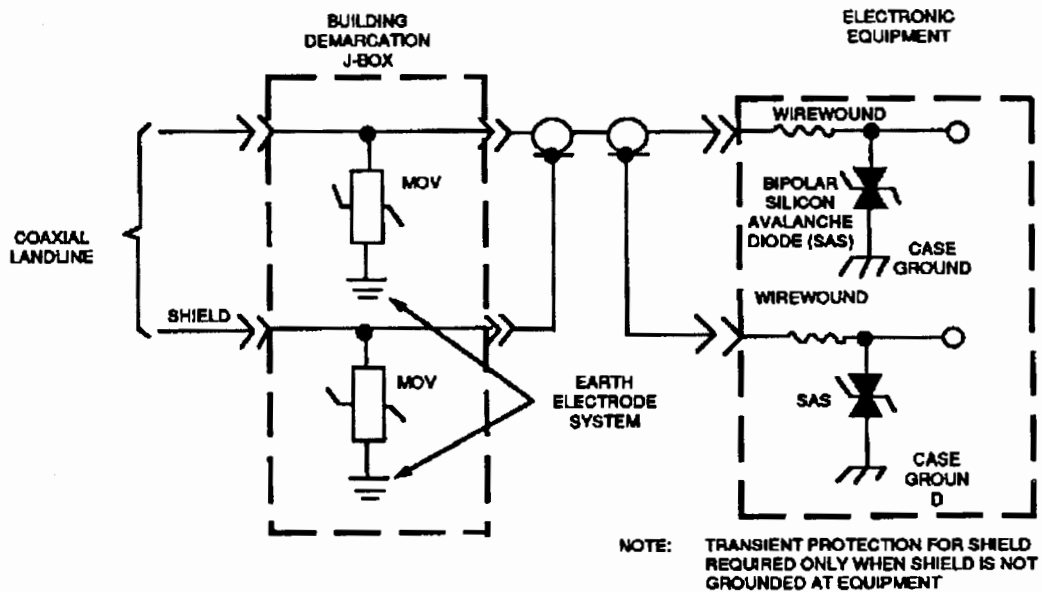 BUILDING
DEMARCATION
J-BOX
ELECTRONIC
EQUIPMENT
WIREWOUND
MOV
BIPOLAR
SILICON
AVALANCHE
DIODE (SAS)
COAXIAL
LANDLINE
CASE
GROUND
SHIELD
WIREWOUND
MOV
EARTH
ELECTRODE
SYSTEM
SAS
CASE
GROUN
D
NOTE: TRANSIENT PROTECTION FOR SHIELD
REQUIRED ONLY WHEN SHIELD IS NOT
GROUNDED AT EQUIPMENT